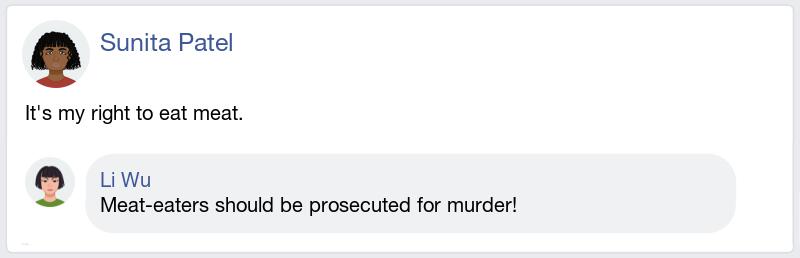 Sunita Patel
It's my right to eat meat.
Li Wu
Meat-eaters should be prosecuted for murder!